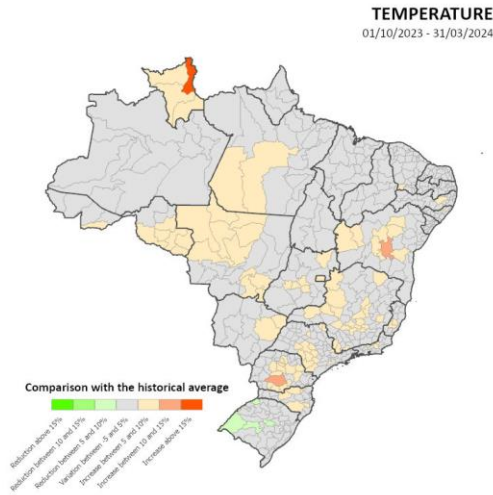 TEMPERATURE
01/10/2023 - 31/03/2024
Comparison with the historical average
Reduction above 15%
Reduction between 10 and 15%
Reduction between 5 and 10%
Variation between -5 and 5%
Increase between 5 and 10%
Increase between 10 and 15%
Increase above 15%